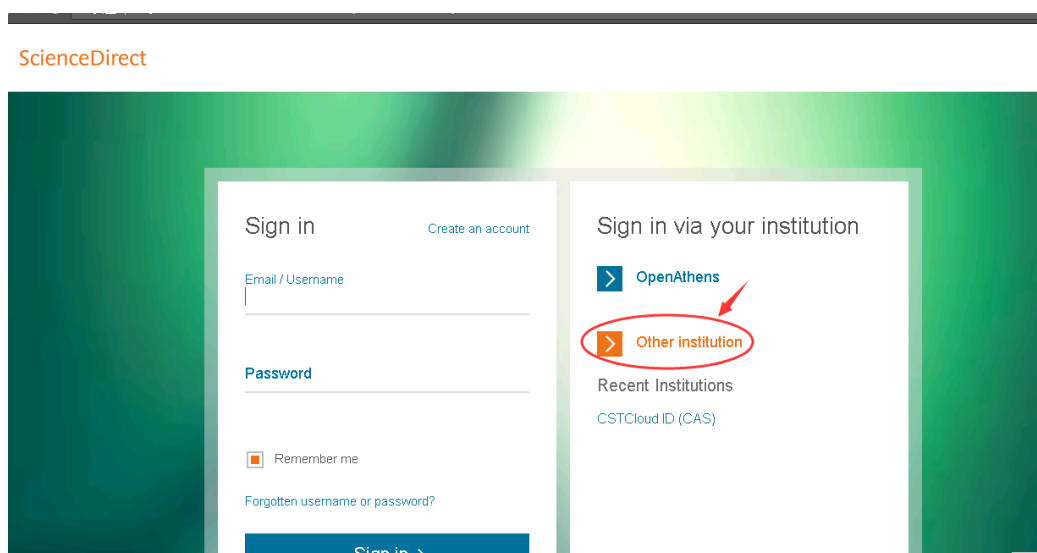 ScienceDirect
Sign in
Create an account
Email / Username
Password
Remember me
Forgotten username or password?
Sign in >
Sign in via your institution
OpenAthens
Other institution
Recent Institutions
CSTCloud ID (CAS)